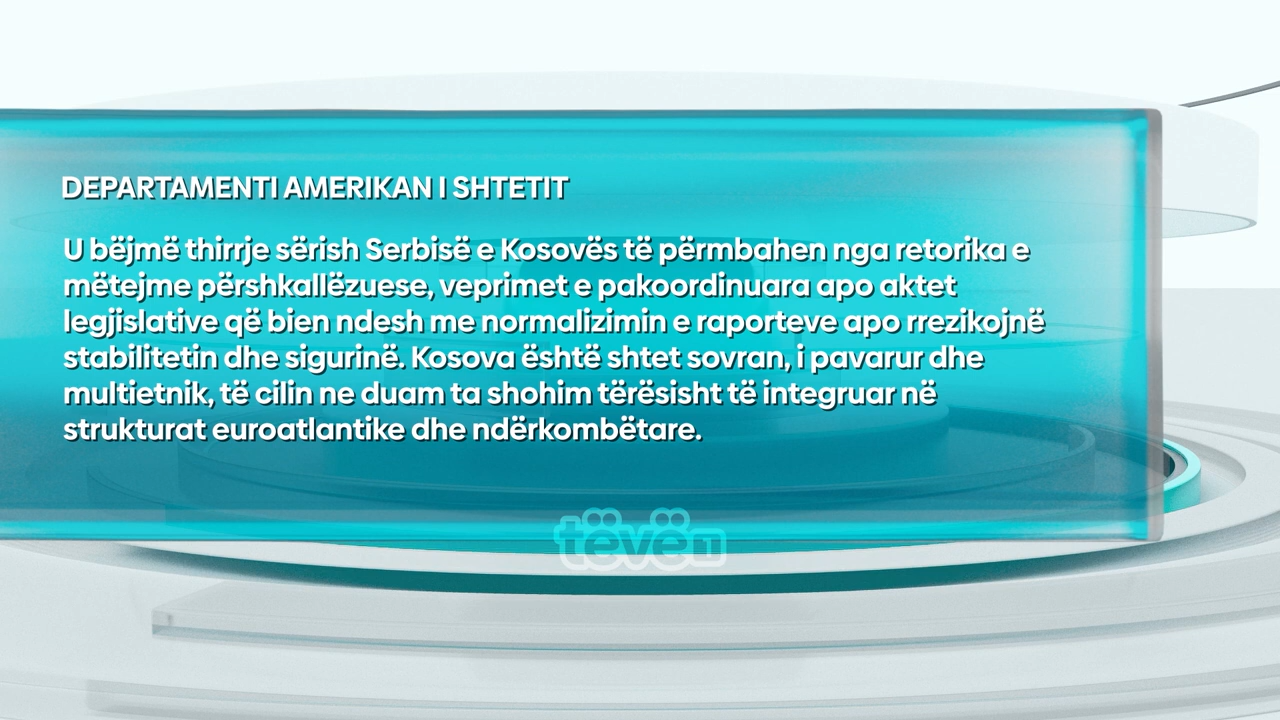 DEPARTAMENTI AMERIKAN I SHTETIT
U bëjmë thirrje sërish Serbisë e Kosovës të përmbahen nga retorika e
mëtejme përshkallëzuese, veprimet e pakoordinuara apo aktet
legjislative që bien ndesh me normalizimin e raporteve apo rrezikojnë
stabilitetin dhe sigurinë. Kosova është shtet sovran, i pavarur dhe
multietnik, të cilin ne duam ta shohim tërësisht të integruar në
strukturat euroatlantike dhe ndërkombëtare.
tëvë1